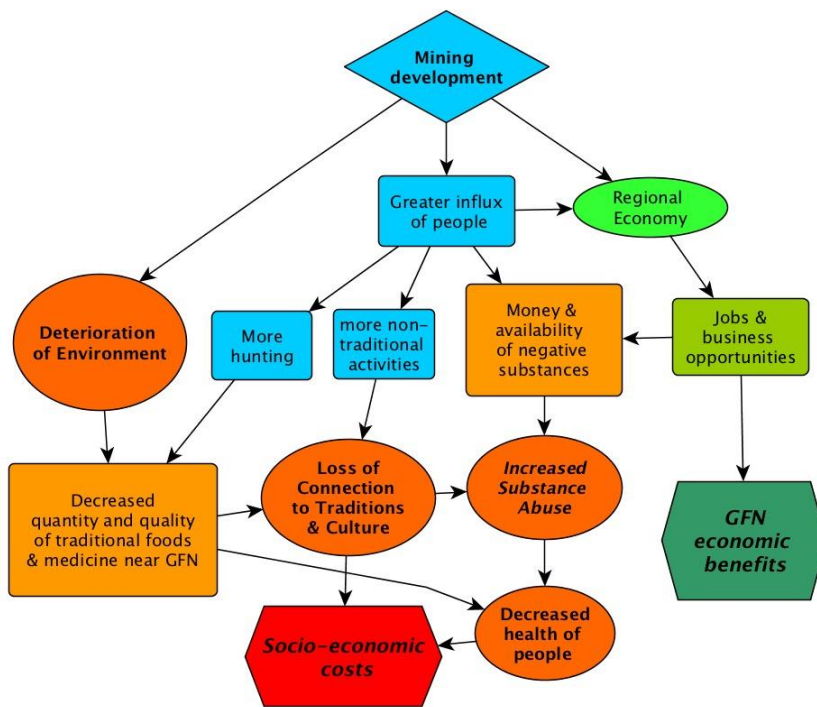 Mining
development
Greater influx
of people
Regional
Economy
Deterioration
of Environment
More
hunting
more non-
traditional
activities
Money &
availability
of negative
substances
Jobs &
business
opportunities
Decreased
quantity and quality
of traditional foods
& medicine near GFN
Loss of
Connection
to Traditions
& Culture
Increased
Substance
Abuse
GFN
economic
benefits
Socio-economic
costs
Decreased
health of
people